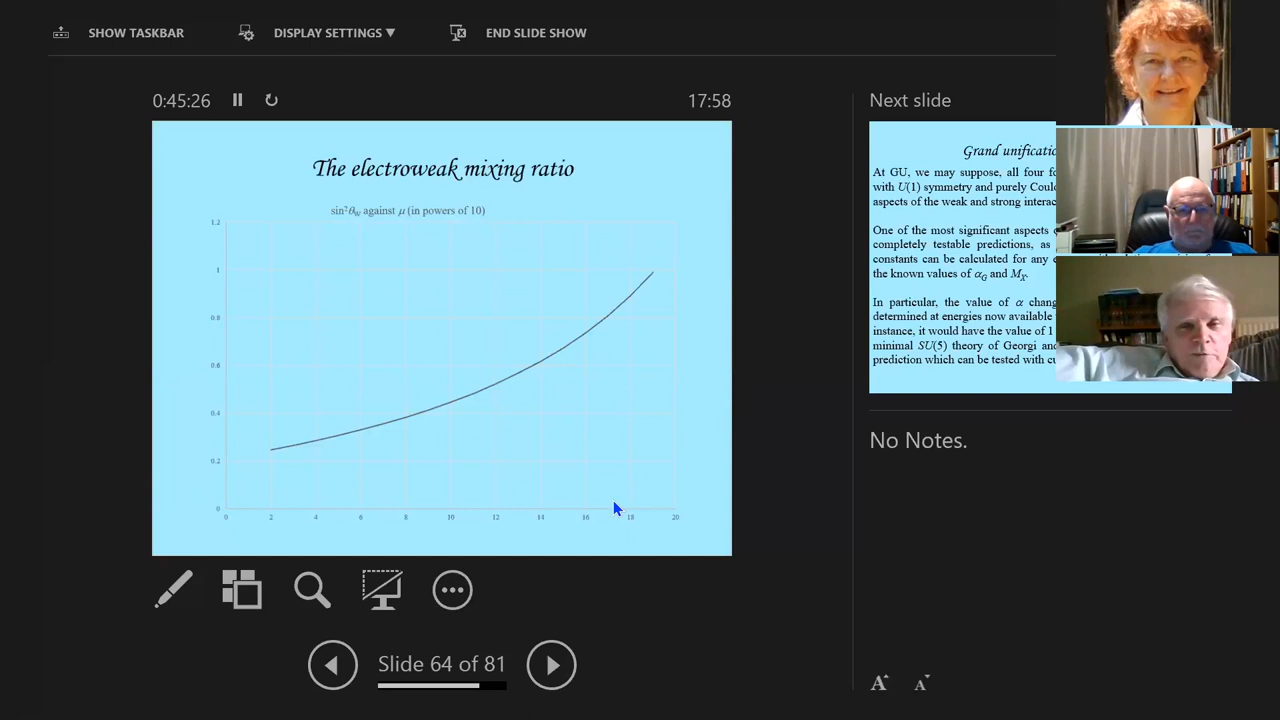 SHOW TASKBAR
DISPLAY SETTINGS ▼
END SLIDE SHOW
0:45:26
17:58
Next slide
The electroweak mixing ratio
sin²θW against μ (in powers of 10)
1.2
1
0.8
0.6
0.4
0.2
0
0 2 4 6 8 10 12 14 16 18 20
Grand unificatio
At GU, we may suppose, all four fo
with U(1) symmetry and purely Coul
aspects of the weak and strong interac
One of the most significant aspects
completely testable predictions, as
constants can be calculated for any
the known values of αG and MX.
In particular, the value of α chang
determined at energies now available
instance, it would have the value of 1
minimal SU(5) theory of Georgi and
prediction which can be tested with cu
No Notes.
Slide 64 of 81
A A